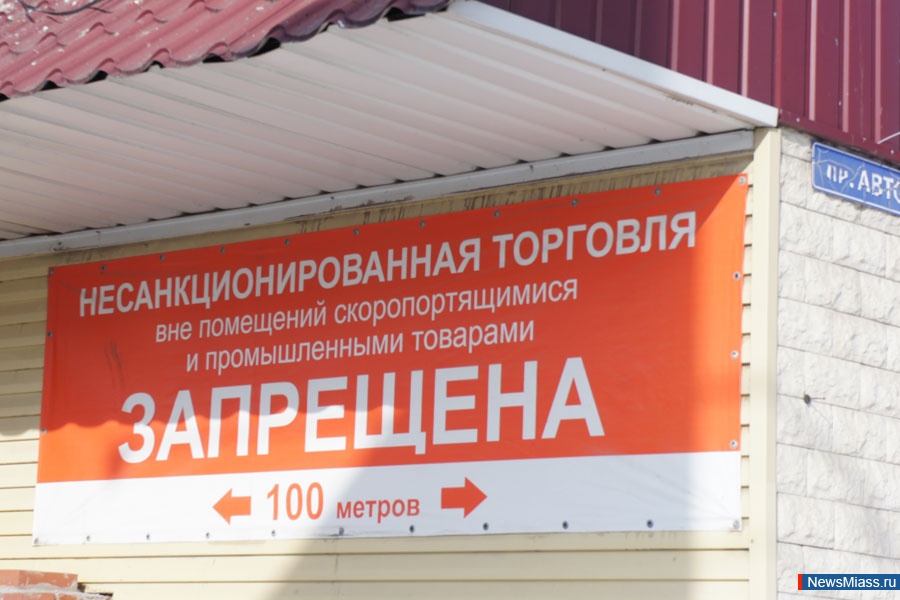 НЕСАНКЦИОНИРОВАННАЯ ТОРГОВЛЯ
вне помещений скоропортящимися
и промышленными товарами
ЗАПРЕЩЕНА
100 метров
ПР. АВТО
NewsMiass.ru